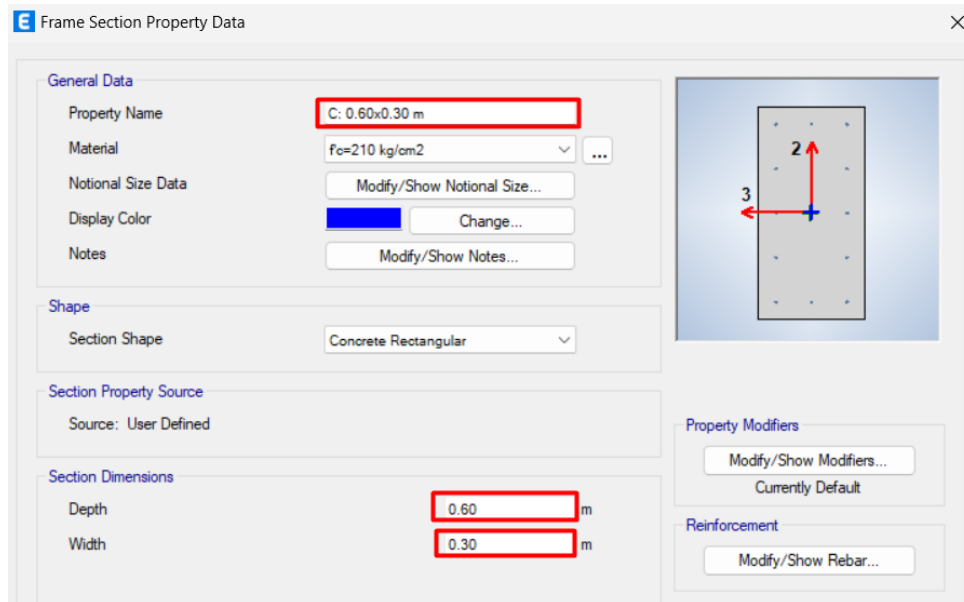 E Frame Section Property Data
General Data
Property Name C: 0.60x0.30 m
Material f'c=210 kg/cm2 ...
Notional Size Data Modify/Show Notional Size...
Display Color Change...
Notes Modify/Show Notes...
2
3
Shape
Section Shape Concrete Rectangular
Section Property Source
Source: User Defined
Property Modifiers
Modify/Show Modifiers...
Currently Default
Section Dimensions
Depth 0.60 m
Width 0.30 m
Reinforcement
Modify/Show Rebar...